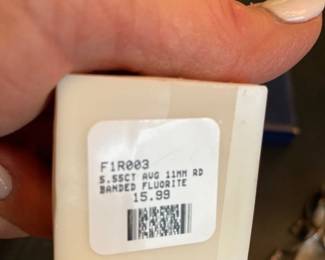 F1R003
5.55CT AVG 11MM RD
BANDED FLUORITE
15.99